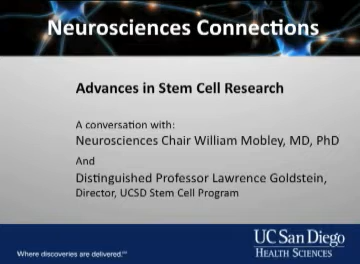 Neurosciences Connections
Advances in Stem Cell Research
A conversation with:
Neurosciences Chair William Mobley, MD, PhD
And
Distinguished Professor Lawrence Goldstein,
Director, UCSD Stem Cell Program
UC San Diego
HEALTH SCIENCES
Where discoveries are delivered.